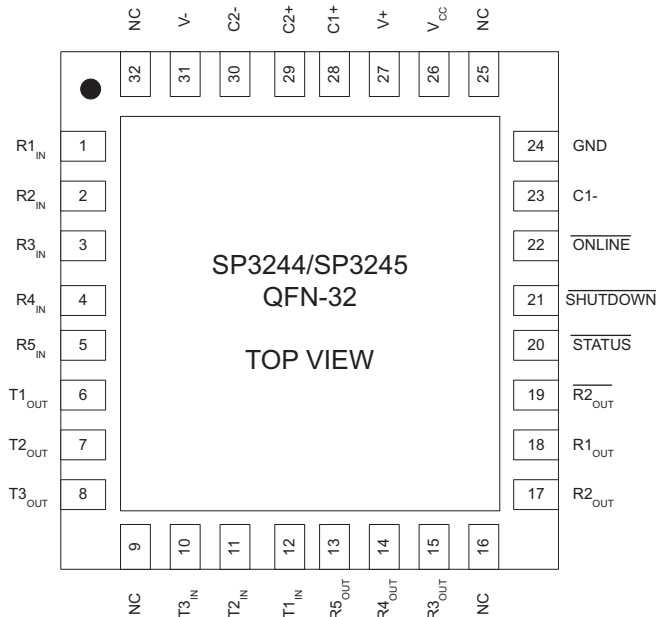 NC V- C2- C2+ C1+ V+ VCC NC
32 31 30 29 28 27 26 25
R1IN 1 24 GND
R2IN 2 23 C1-
R3IN 3 22 ONLINE
SP3244/SP3245
QFN-32
R4IN 4 21 SHUTDOWN
R5IN 5 20 STATUS
TOP VIEW
T1OUT 6 19 R2OUT
T2OUT 7 18 R1OUT
T3OUT 8 17 R2OUT
9 10 11 12 13 14 15 16
NC T3IN T2IN T1IN R5OUT R4OUT R3OUT NC